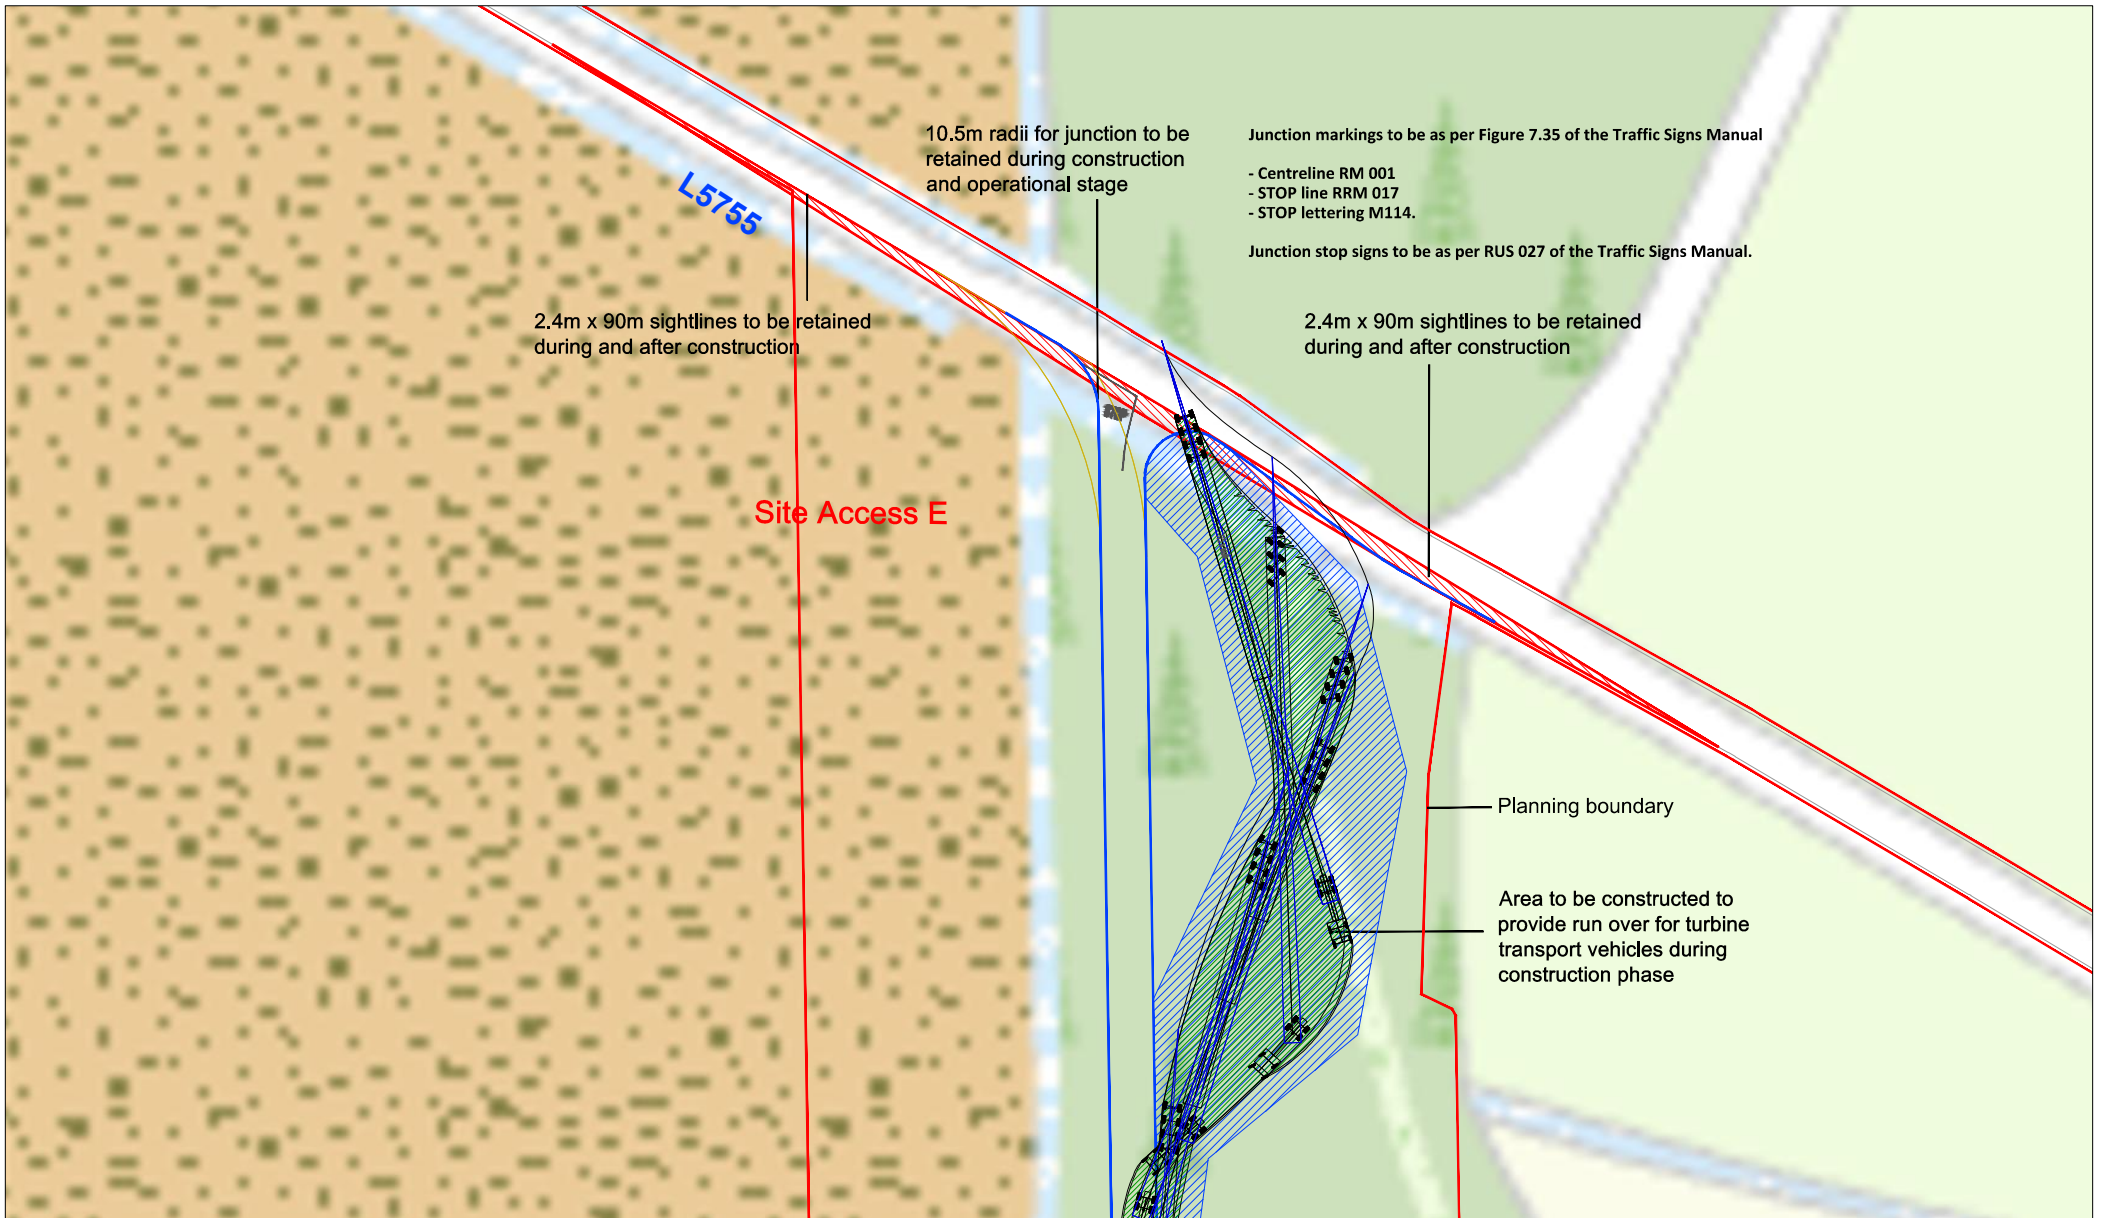 10.5m radii for junction to be
retained during construction
and operational stage
Junction markings to be as per Figure 7.35 of the Traffic Signs Manual
- Centreline RM 001
- STOP line RRM 017
- STOP lettering M114.
Junction stop signs to be as per RUS 027 of the Traffic Signs Manual.
L5755
2.4m x 90m sightlines to be retained
during and after construction
2.4m x 90m sightlines to be retained
during and after construction
Site Access E
Planning boundary
Area to be constructed to
provide run over for turbine
transport vehicles during
construction phase